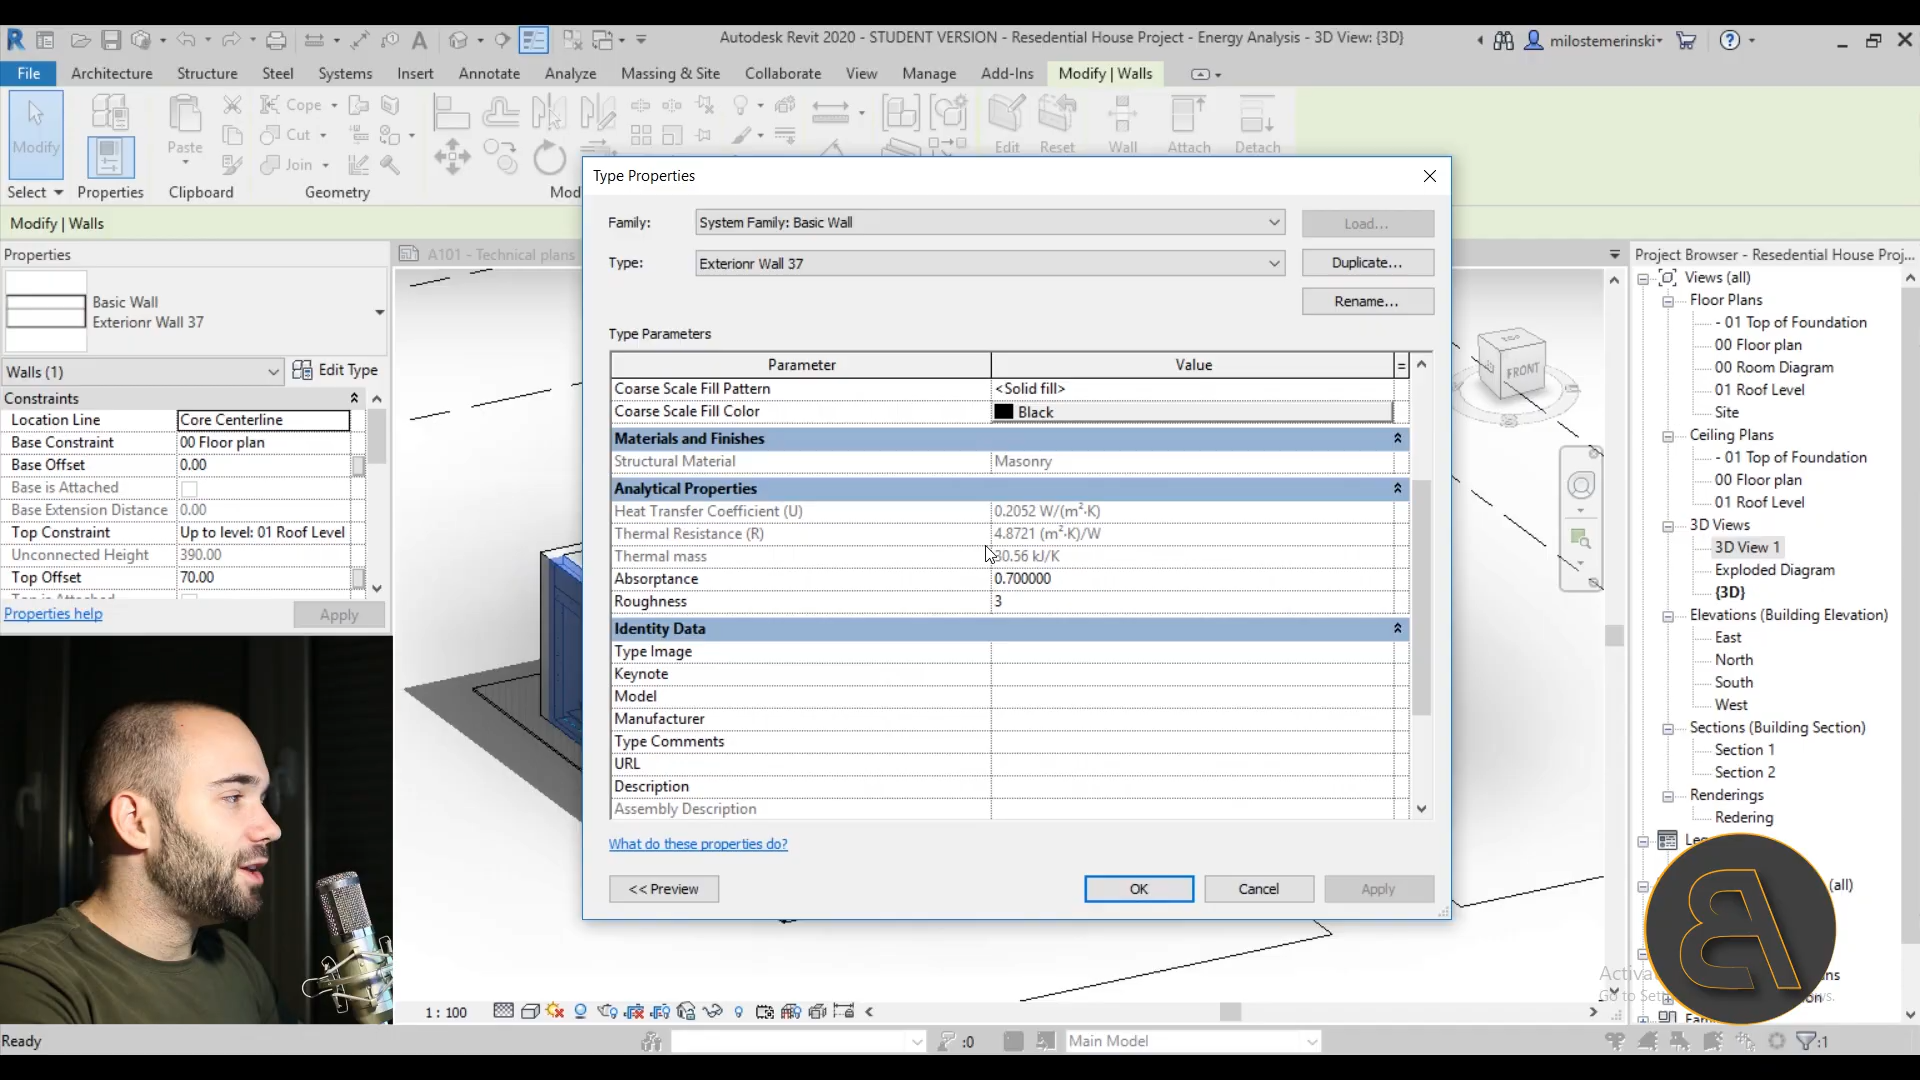 Autodesk Revit 2020 - STUDENT VERSION - Resedential House Project - Energy Analysis - 3D View: {3D}
milostemerinski
File Architecture Structure Steel Systems Insert Annotate Analyze Massing & Site Collaborate View Manage Add-Ins Modify | Walls
Modify
Paste
Cope
Cut
Join
Edit Reset Wall Attach Detach
Select Properties Clipboard Geometry
Modify | Walls
Properties
Basic Wall
Exterionr Wall 37
Walls (1) Edit Type
Constraints
Location Line Core Centerline
Base Constraint 00 Floor plan
Base Offset 0.00
Base is Attached
Base Extension Distance 0.00
Top Constraint Up to level: 01 Roof Level
Unconnected Height 390.00
Top Offset 70.00
Properties help Apply
A101 - Technical plans
Type Properties
Family: System Family: Basic Wall Load...
Type: Exterionr Wall 37 Duplicate...
Rename...
Type Parameters
Parameter Value =
Coarse Scale Fill Pattern <Solid fill>
Coarse Scale Fill Color Black
Materials and Finishes
Structural Material Masonry
Analytical Properties
Heat Transfer Coefficient (U) 0.2052 W/(m²·K)
Thermal Resistance (R) 4.8721 (m²·K)/W
Thermal mass 30.56 kJ/K
Absorptance 0.700000
Roughness 3
Identity Data
Type Image
Keynote
Model
Manufacturer
Type Comments
URL
Description
Assembly Description
What do these properties do?
<< Preview OK Cancel Apply
TOP
FRONT
Project Browser - Resedential House Proj...
Views (all)
Floor Plans
- 01 Top of Foundation
00 Floor plan
00 Room Diagram
01 Roof Level
Site
Ceiling Plans
- 01 Top of Foundation
00 Floor plan
01 Roof Level
3D Views
3D View 1
Exploded Diagram
{3D}
Elevations (Building Elevation)
East
North
South
West
Sections (Building Section)
Section 1
Section 2
Renderings
Redering
(all)
1 : 100
Ready
:0
Main Model
:1